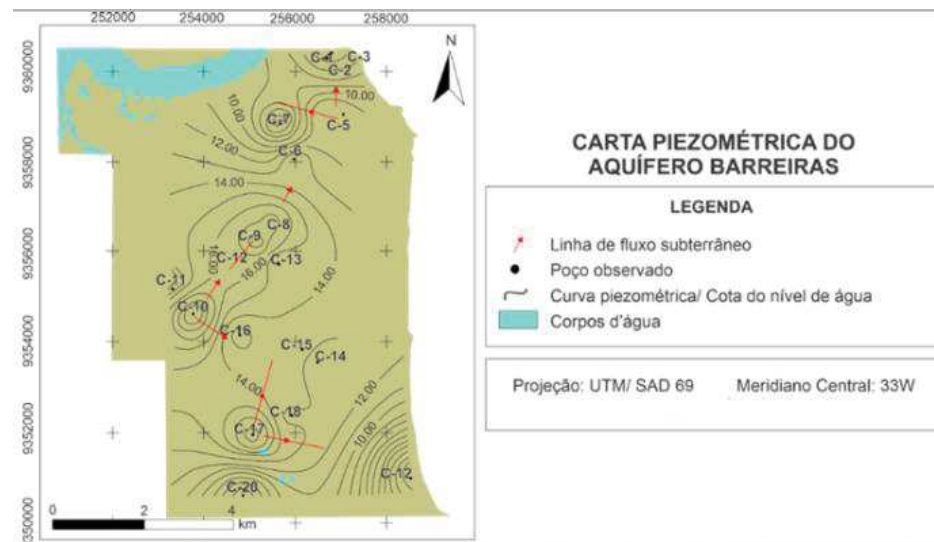 252000 254000 256000 258000
9360000
9358000
9356000
9354000
9352000
9350000
N
C-1
C-3
C-2
10.00
10.00
C-7
C-5
12.00
C-6
14.00
C-8
C-9
C-12
C-13
16.00
16.00
C-11
14.00
C-10
C-16
C-15
C-14
14.00
12.00
C-18
C-17
10.00
C-12
C-20
0 2 4
km
CARTA PIEZOMÉTRICA DO
AQUÍFERO BARREIRAS
LEGENDA
Linha de fluxo subterrâneo
Poço observado
Curva piezométrica/ Cota do nível de água
Corpos d'água
Projeção: UTM/ SAD 69 Meridiano Central: 33W